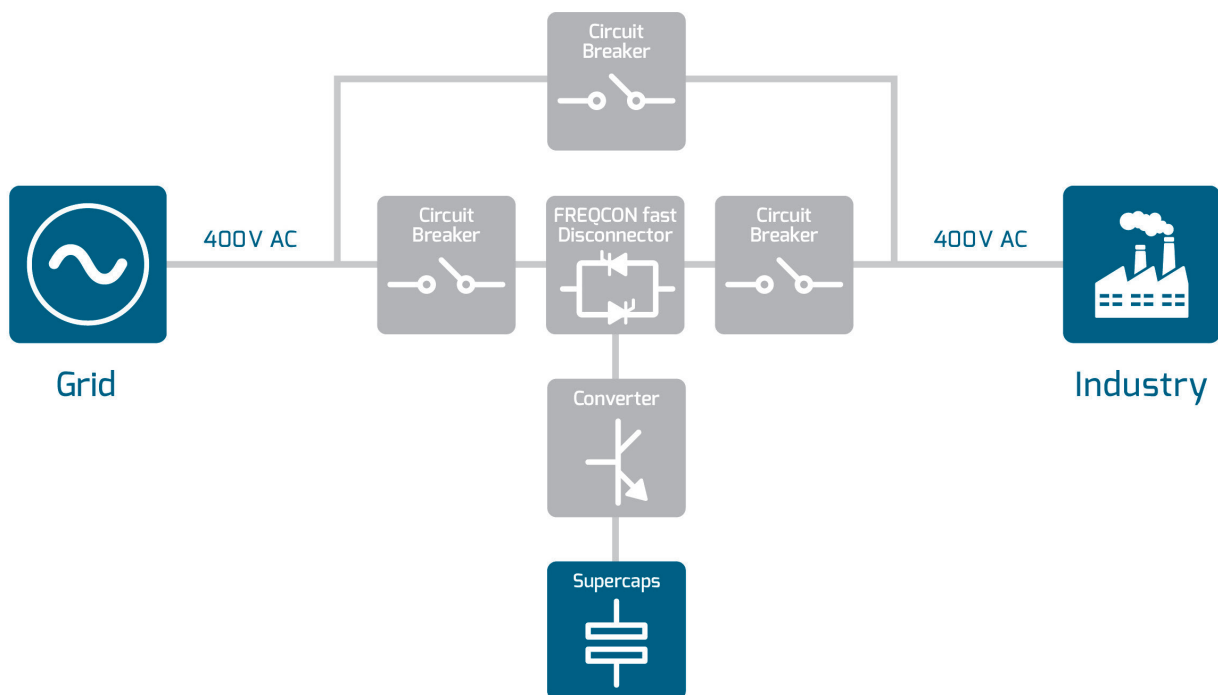 Circuit
Breaker
400V AC
Circuit
Breaker
FREQCON fast
Disconnector
Circuit
Breaker
400V AC
Grid
Industry
Converter
Supercaps